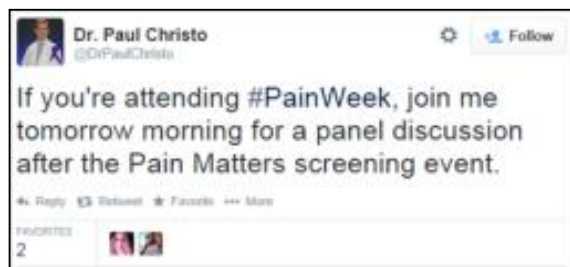 Dr. Paul Christo
@DrPaulChristo
Follow
If you're attending #PainWeek, join me
tomorrow morning for a panel discussion
after the Pain Matters screening event.
Reply Retweet Favorite ••• More
FAVORITES
2